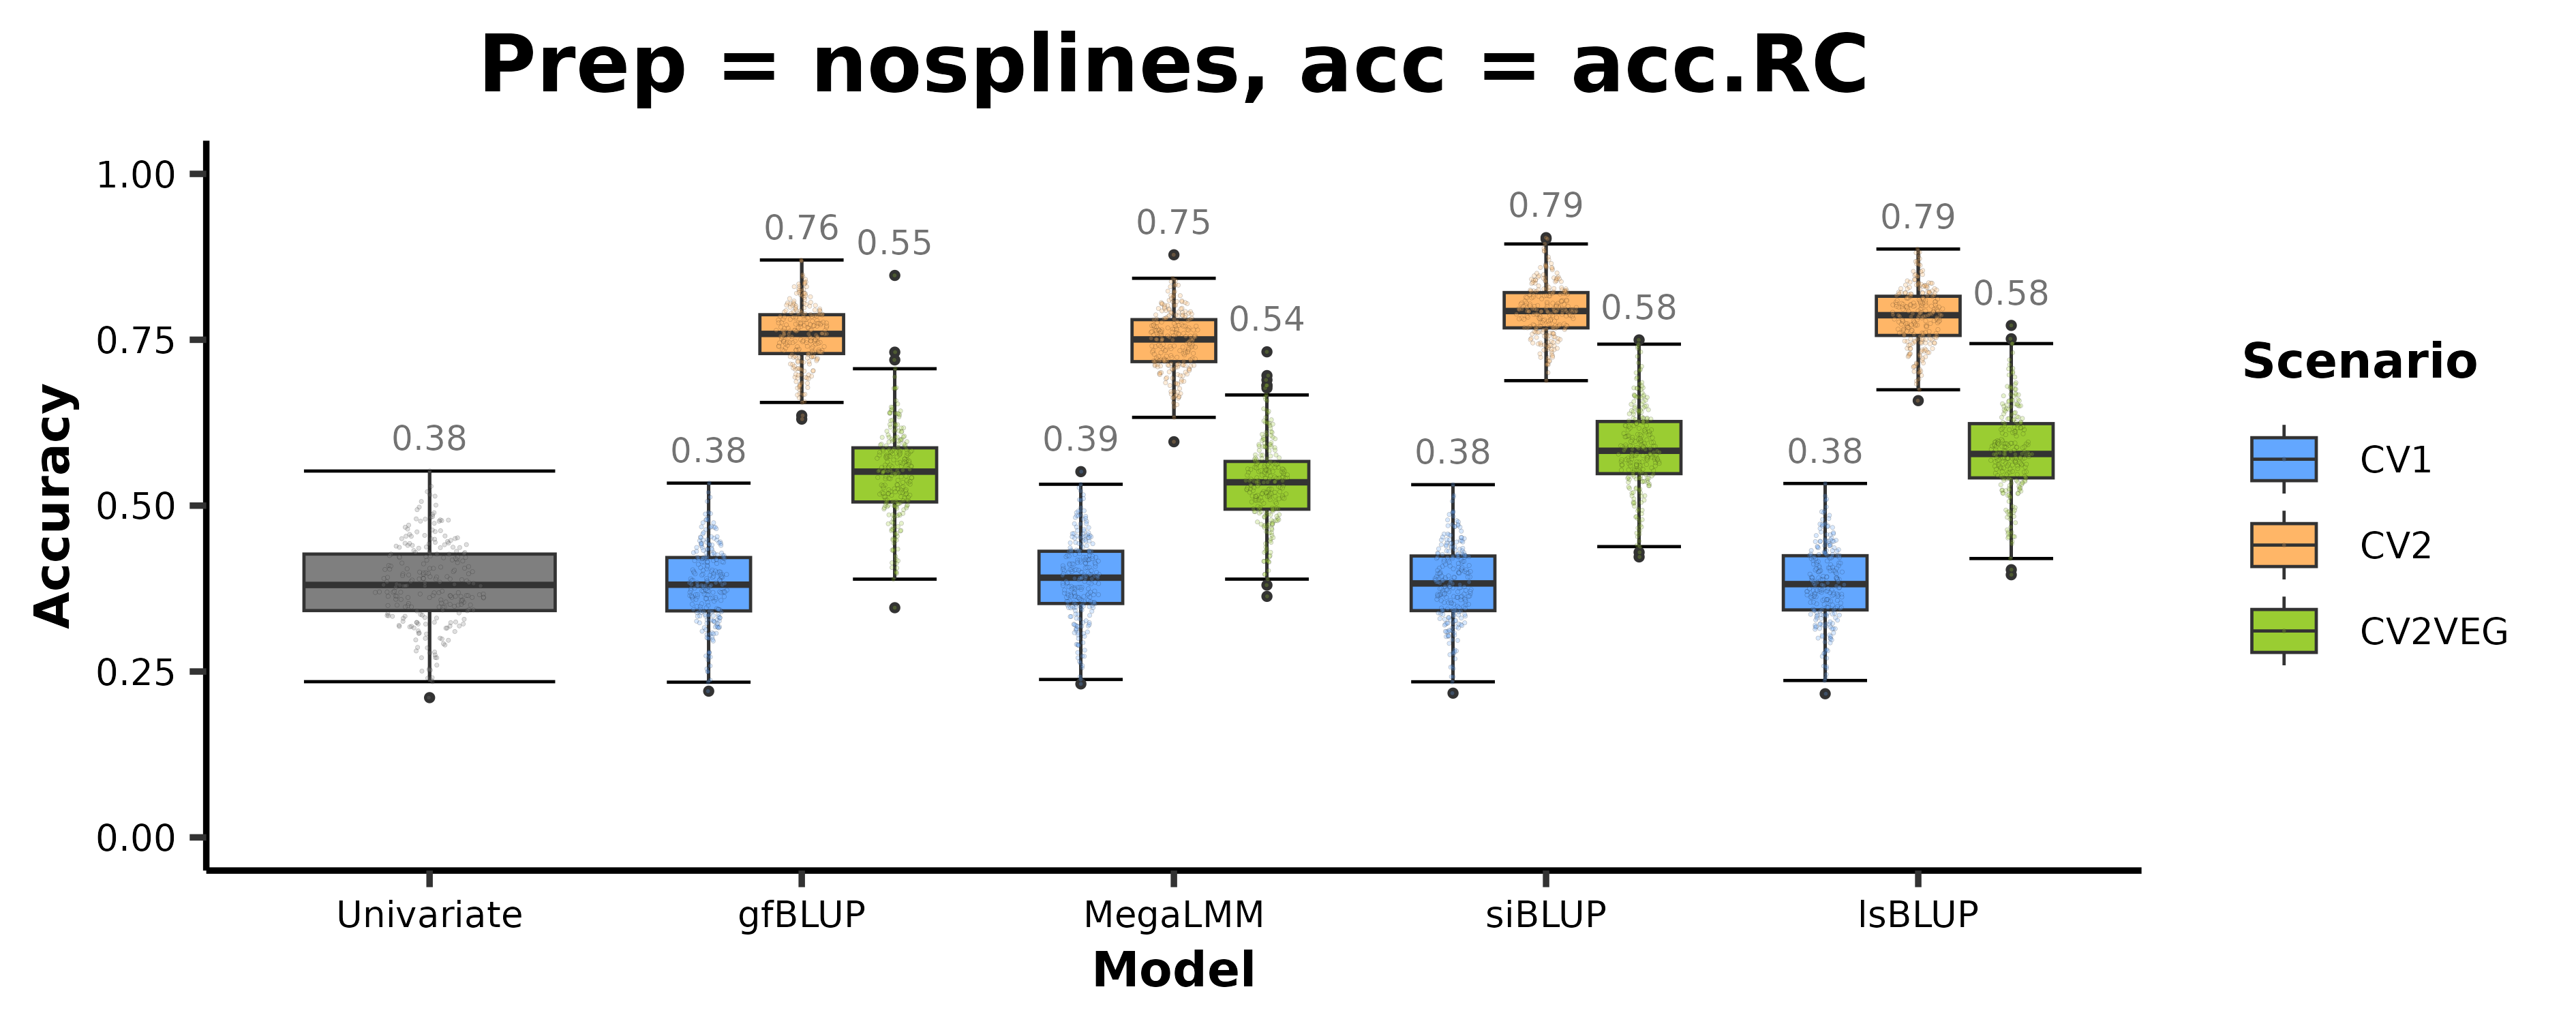 Prep = nosplines, acc = acc.RC
Accuracy
1.00
0.75
0.50
0.25
0.00
0.38
0.38
0.76
0.55
0.39
0.75
0.54
0.38
0.79
0.58
0.38
0.79
0.58
Univariate
gfBLUP
MegaLMM
siBLUP
lsBLUP
Model
Scenario
CV1
CV2
CV2VEG